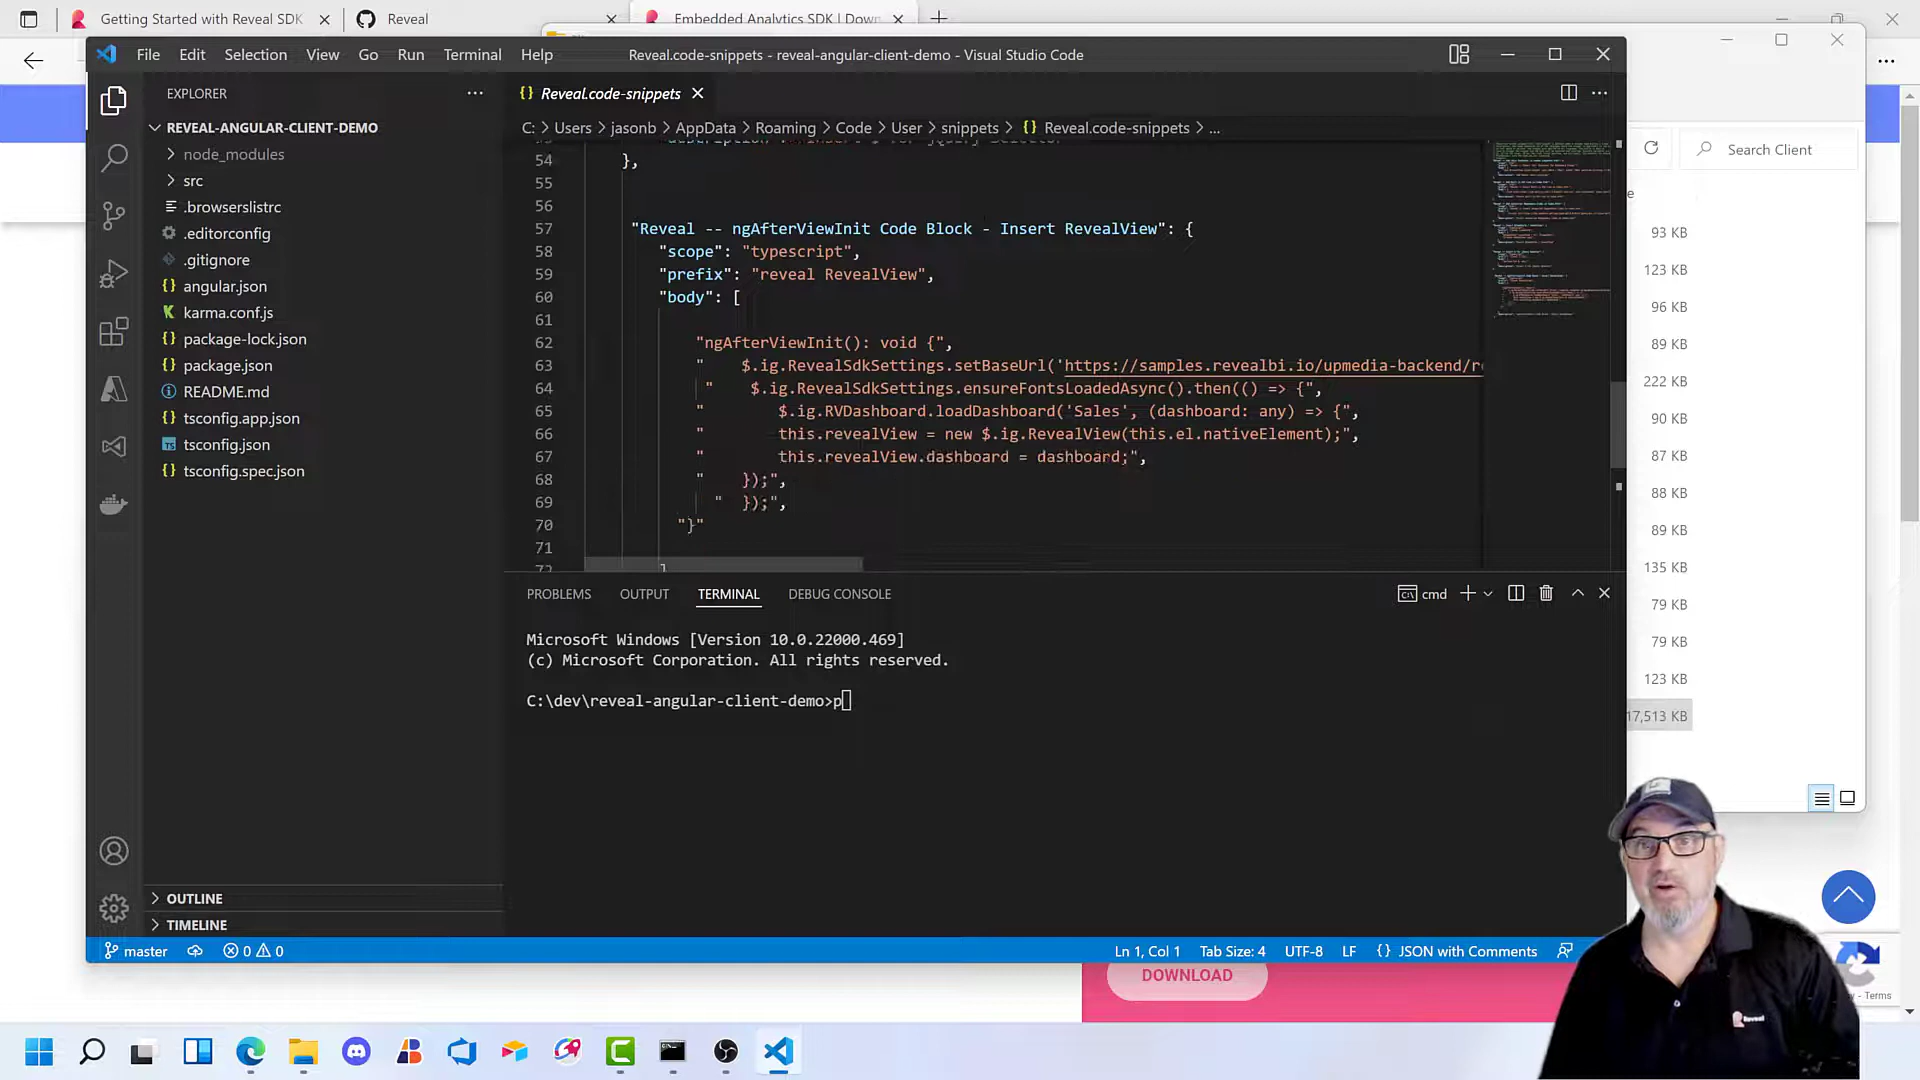 Getting Started with Reveal SDK
Reveal
Embedded Analytics SDK | Down
File Edit Selection View Go Run Terminal Help
Reveal.code-snippets - reveal-angular-client-demo - Visual Studio Code
EXPLORER
REVEAL-ANGULAR-CLIENT-DEMO
node_modules
src
.browserslistrc
.editorconfig
.gitignore
angular.json
karma.conf.js
package-lock.json
package.json
README.md
tsconfig.app.json
tsconfig.json
tsconfig.spec.json
OUTLINE
TIMELINE
Reveal.code-snippets
C: > Users > jasonb > AppData > Roaming > Code > User > snippets > {} Reveal.code-snippets > ...
54 },
55
56
57 "Reveal -- ngAfterViewInit Code Block - Insert RevealView": {
58 "scope": "typescript",
59 "prefix": "reveal RevealView",
60 "body": [
61
62 "ngAfterViewInit(): void {",
63 " $.ig.RevealSdkSettings.setBaseUrl('https://samples.revealbi.io/upmedia-backend/r
64 " $.ig.RevealSdkSettings.ensureFontsLoadedAsync().then(() => {",
65 " $.ig.RVDashboard.loadDashboard('Sales', (dashboard: any) => {",
66 " this.revealView = new $.ig.RevealView(this.el.nativeElement);",
67 " this.revealView.dashboard = dashboard;",
68 " });",
69 " });",
70 "}"
71
72 ]
PROBLEMS OUTPUT TERMINAL DEBUG CONSOLE
cmd
Microsoft Windows [Version 10.0.22000.469]
(c) Microsoft Corporation. All rights reserved.
C:\dev\reveal-angular-client-demo>p
master
0 0
Ln 1, Col 1 Tab Size: 4 UTF-8 LF {} JSON with Comments
Search Client
93 KB
123 KB
96 KB
89 KB
222 KB
90 KB
87 KB
88 KB
89 KB
135 KB
79 KB
79 KB
123 KB
17,513 KB
DOWNLOAD
- Terms
Reveal